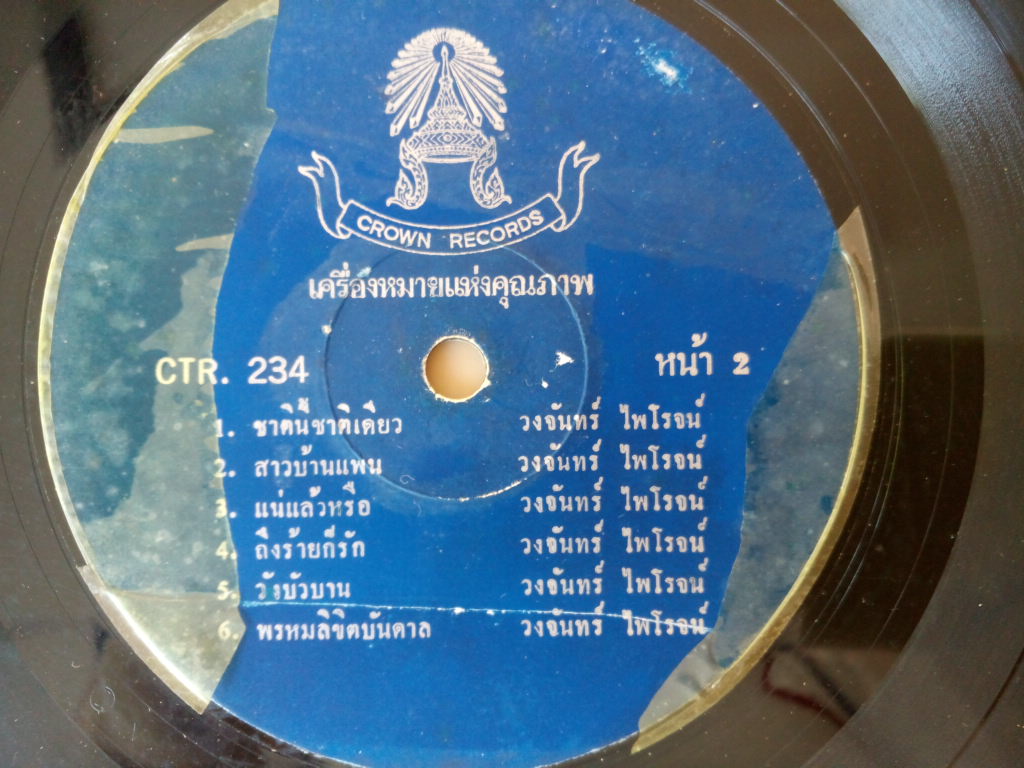 CROWN RECORDS
เครื่องหมายแห่งคุณภาพ
CTR. 234 หน้า 2
1. ชาตินี้ชาติเดียว วงจันทร์ ไพโรจน์
2. สาวบ้านแพน วงจันทร์ ไพโรจน์
3. แน่แล้วหรือ วงจันทร์ ไพโรจน์
4. ถึงร้ายก็รัก วงจันทร์ ไพโรจน์
5. วังบัวบาน วงจันทร์ ไพโรจน์
6. พรหมลิขิตบันดาล วงจันทร์ ไพโรจน์